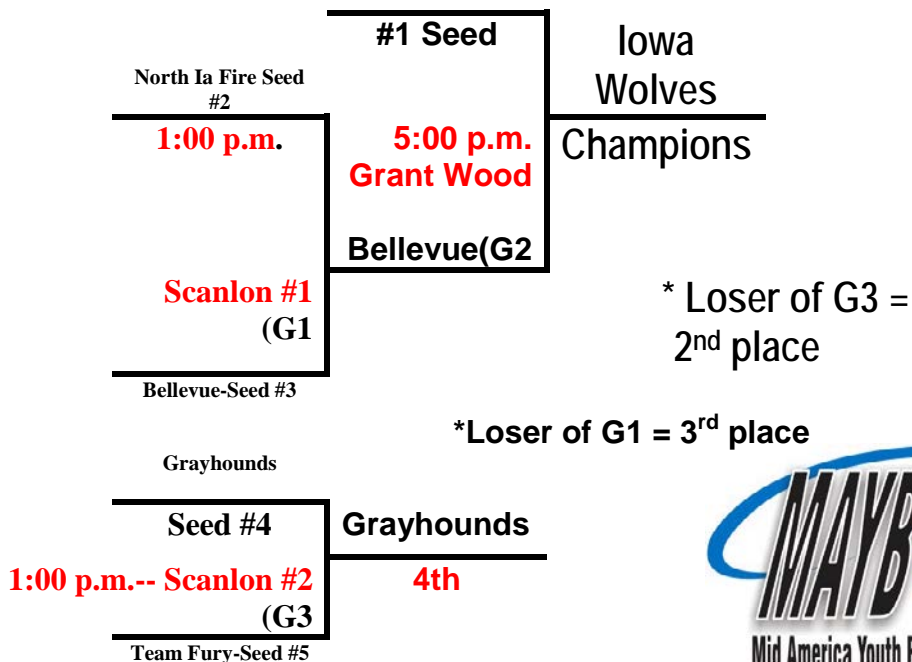 #1 Seed
Iowa
Wolves
Champions
North Ia Fire Seed
#2
1:00 p.m.
5:00 p.m.
Grant Wood
Bellevue(G2
Scanlon #1
(G1
Bellevue-Seed #3
* Loser of G3 =
2nd place
*Loser of G1 = 3rd place
Grayhounds
Seed #4
Grayhounds
1:00 p.m.-- Scanlon #2
(G3
4th
Team Fury-Seed #5
MAYB
Mid America Youth